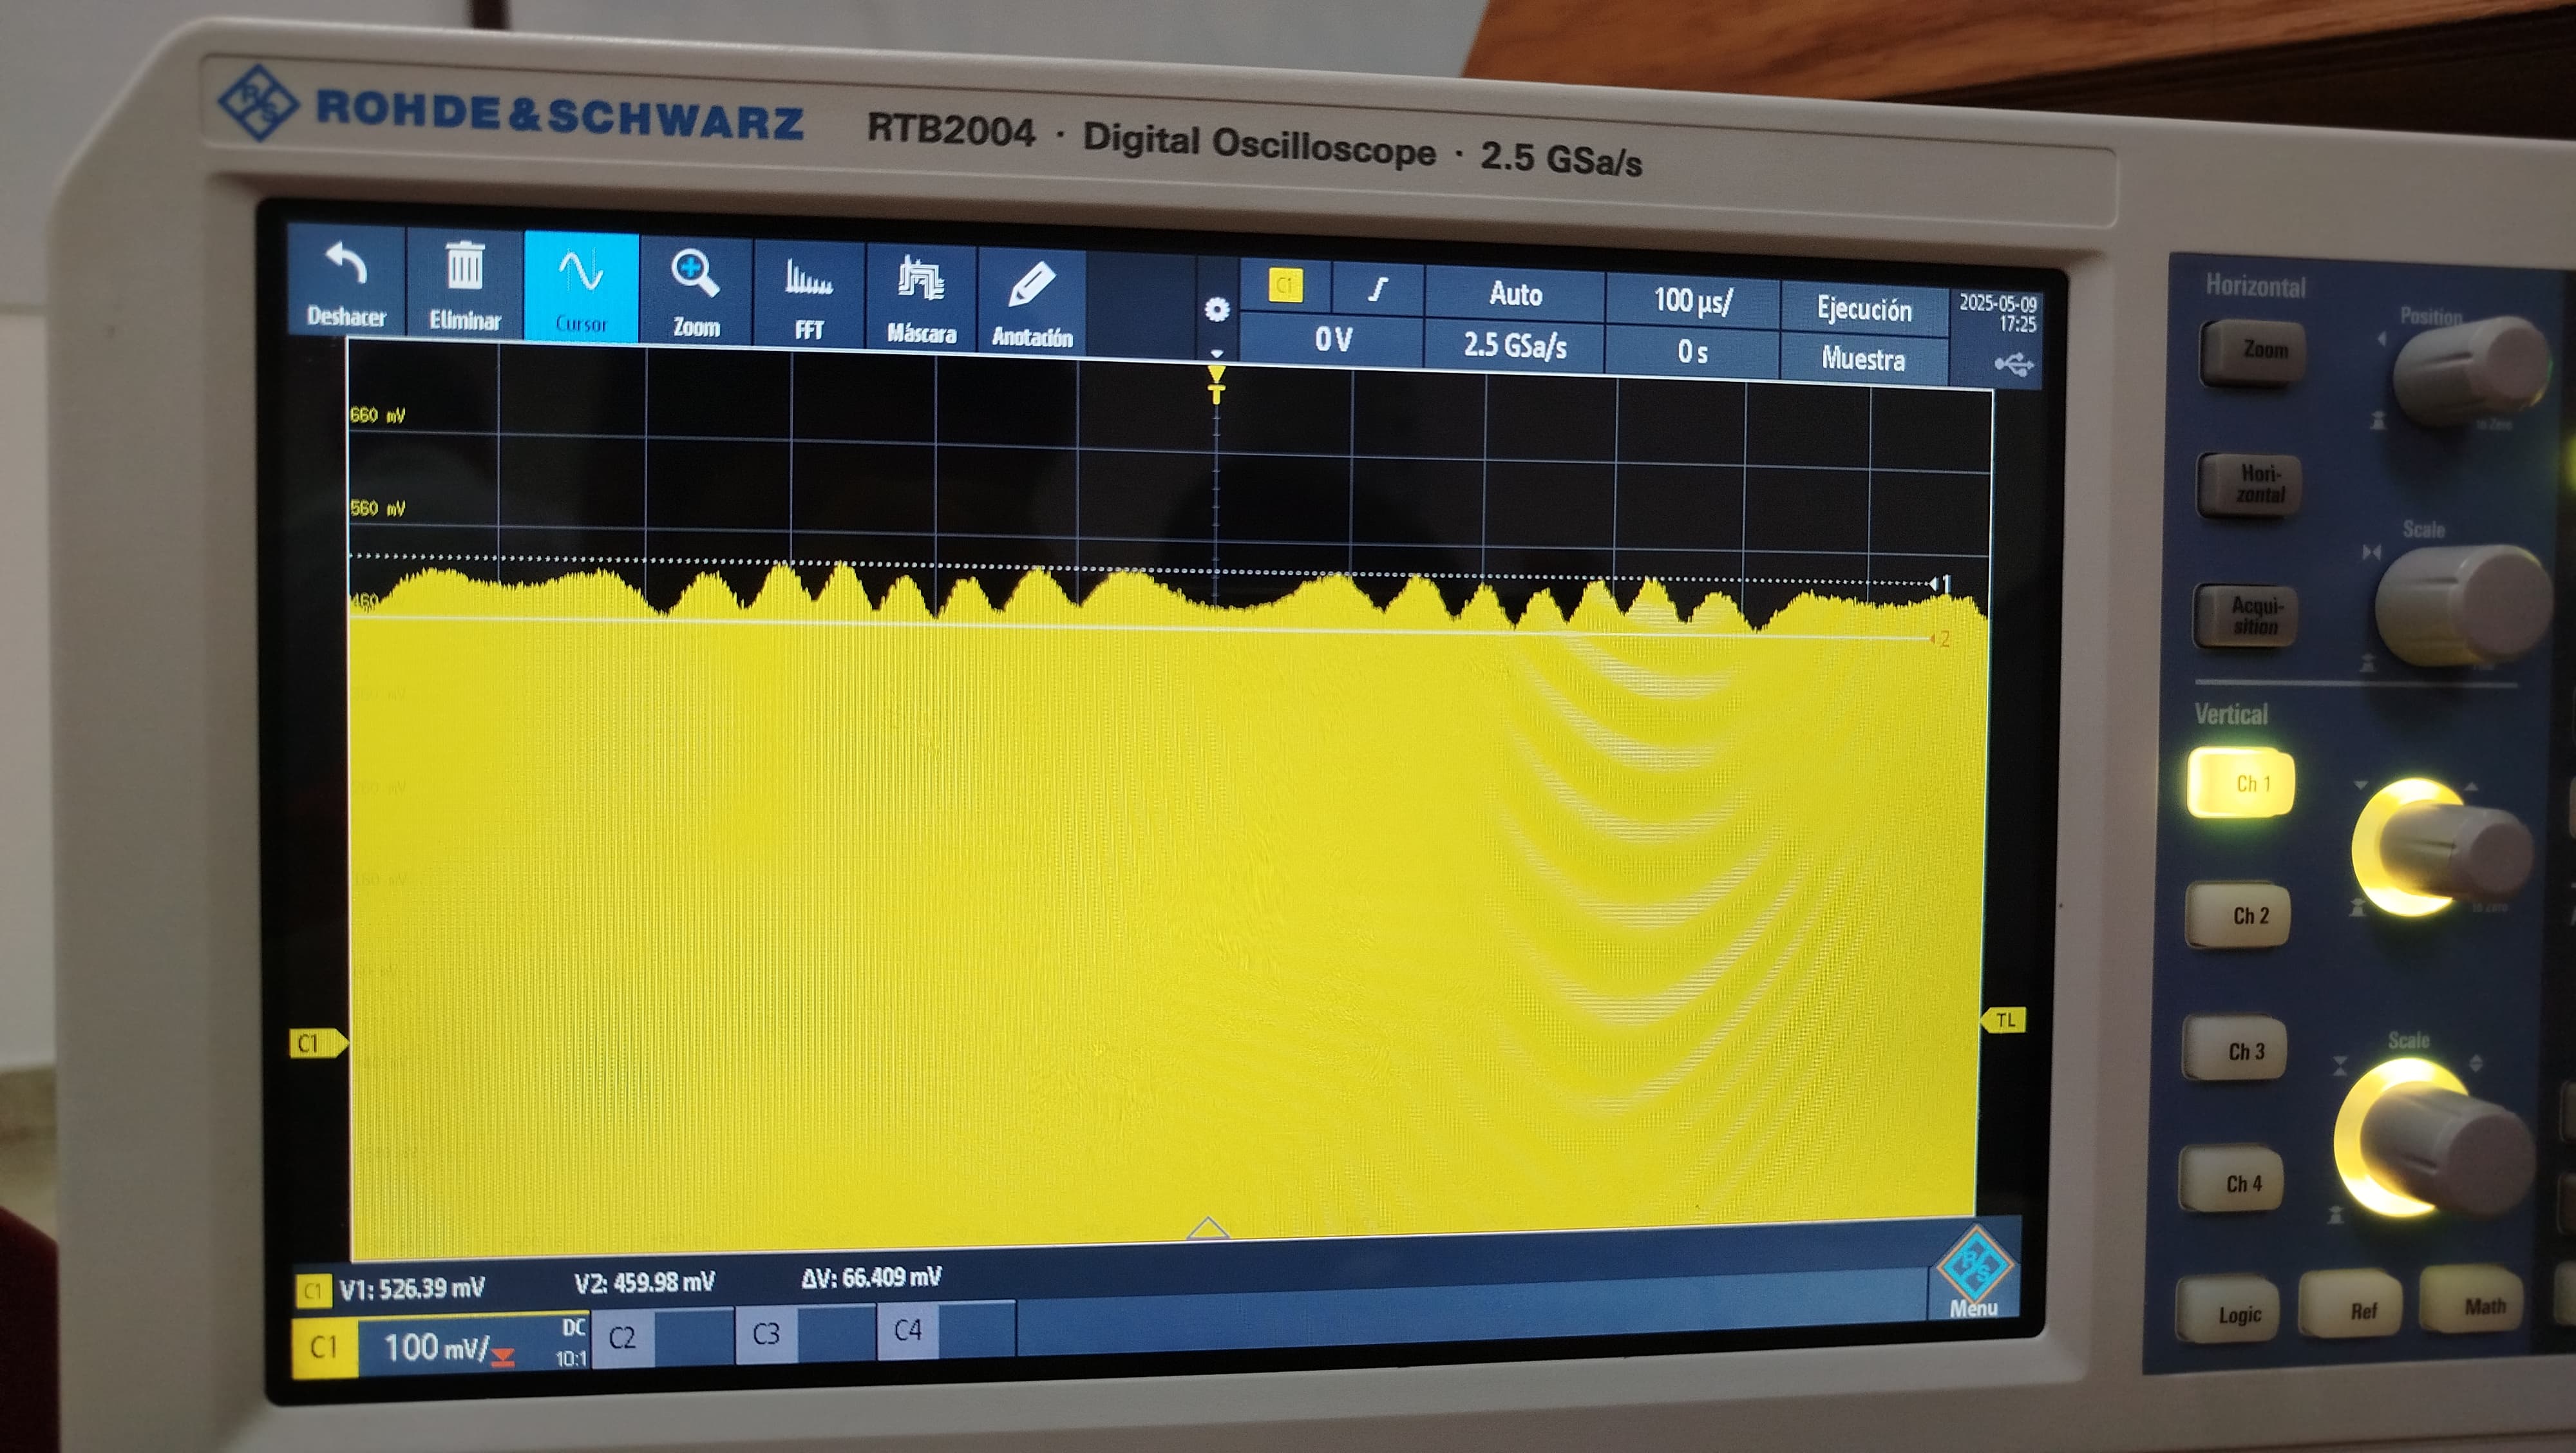 ROHDE & SCHWARZ RTB2004 · Digital Oscilloscope · 2.5 GSa/s
Deshacer Eliminar Cursor Zoom FFT Máscara Anotación
C1 Auto 100 µs/ Ejecución
0 V 2.5 GSa/s 0 s Muestra
2025-05-09
17:25
T
660 mV
560 mV
460
1
2
C1
TL
C1 V1: 526.39 mV V2: 459.98 mV ΔV: 66.409 mV
C1 100 mV/ DC 10:1 C2 C3 C4
Menu
Horizontal
Position
Zoom
Hori-
zontal
Scale
Acqui-
sition
Vertical
Ch 1
Ch 2
Ch 3
Scale
Ch 4
Logic Ref Math